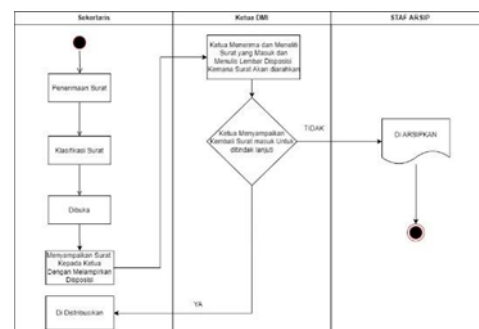 Sekertaris
Ketua DMI
STAF ARSIP
Penerimaan Surat
Klasifikasi Surat
Dibuka
Menyampaikan Surat
Kepada Ketua
Dengan Melampirkan
Disposisi
Di Distribusikan
Ketua Menerima dan Meneliti
Surat yang Masuk dan
Menulis Lembar Disposisi
Kemana Surat Akan diarahkan
Ketua Menyampaikan
Kembali Surat masuk Untuk
ditindak lanjuti
TIDAK
YA
DI ARSIPKAN